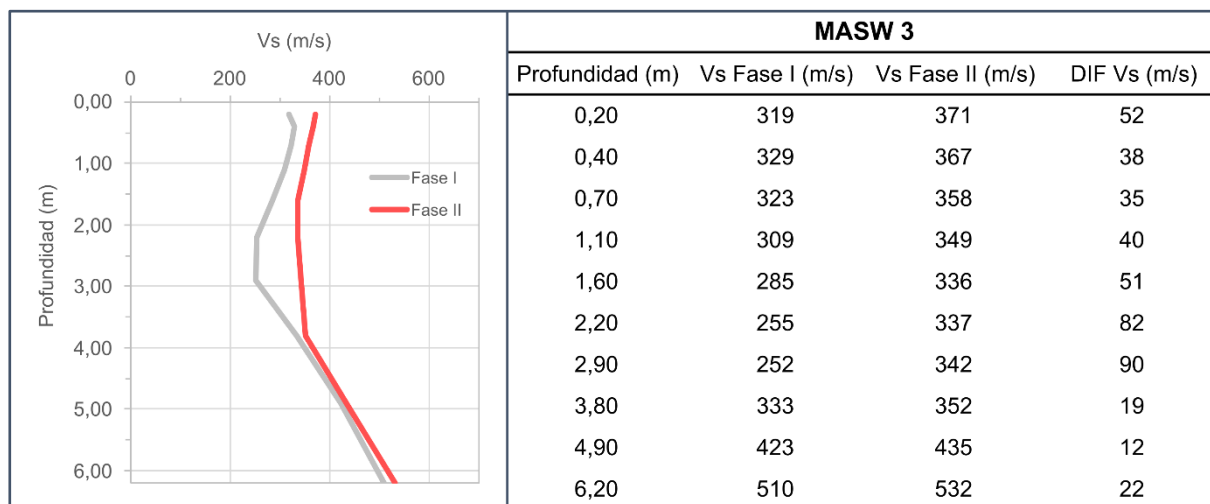 Vs (m/s)
0 200 400 600
0,00
1,00
2,00
3,00
4,00
5,00
6,00
Profundidad (m)
Fase I
Fase II
MASW 3
Profundidad (m) Vs Fase I (m/s) Vs Fase II (m/s) DIF Vs (m/s)
0,20 319 371 52
0,40 329 367 38
0,70 323 358 35
1,10 309 349 40
1,60 285 336 51
2,20 255 337 82
2,90 252 342 90
3,80 333 352 19
4,90 423 435 12
6,20 510 532 22